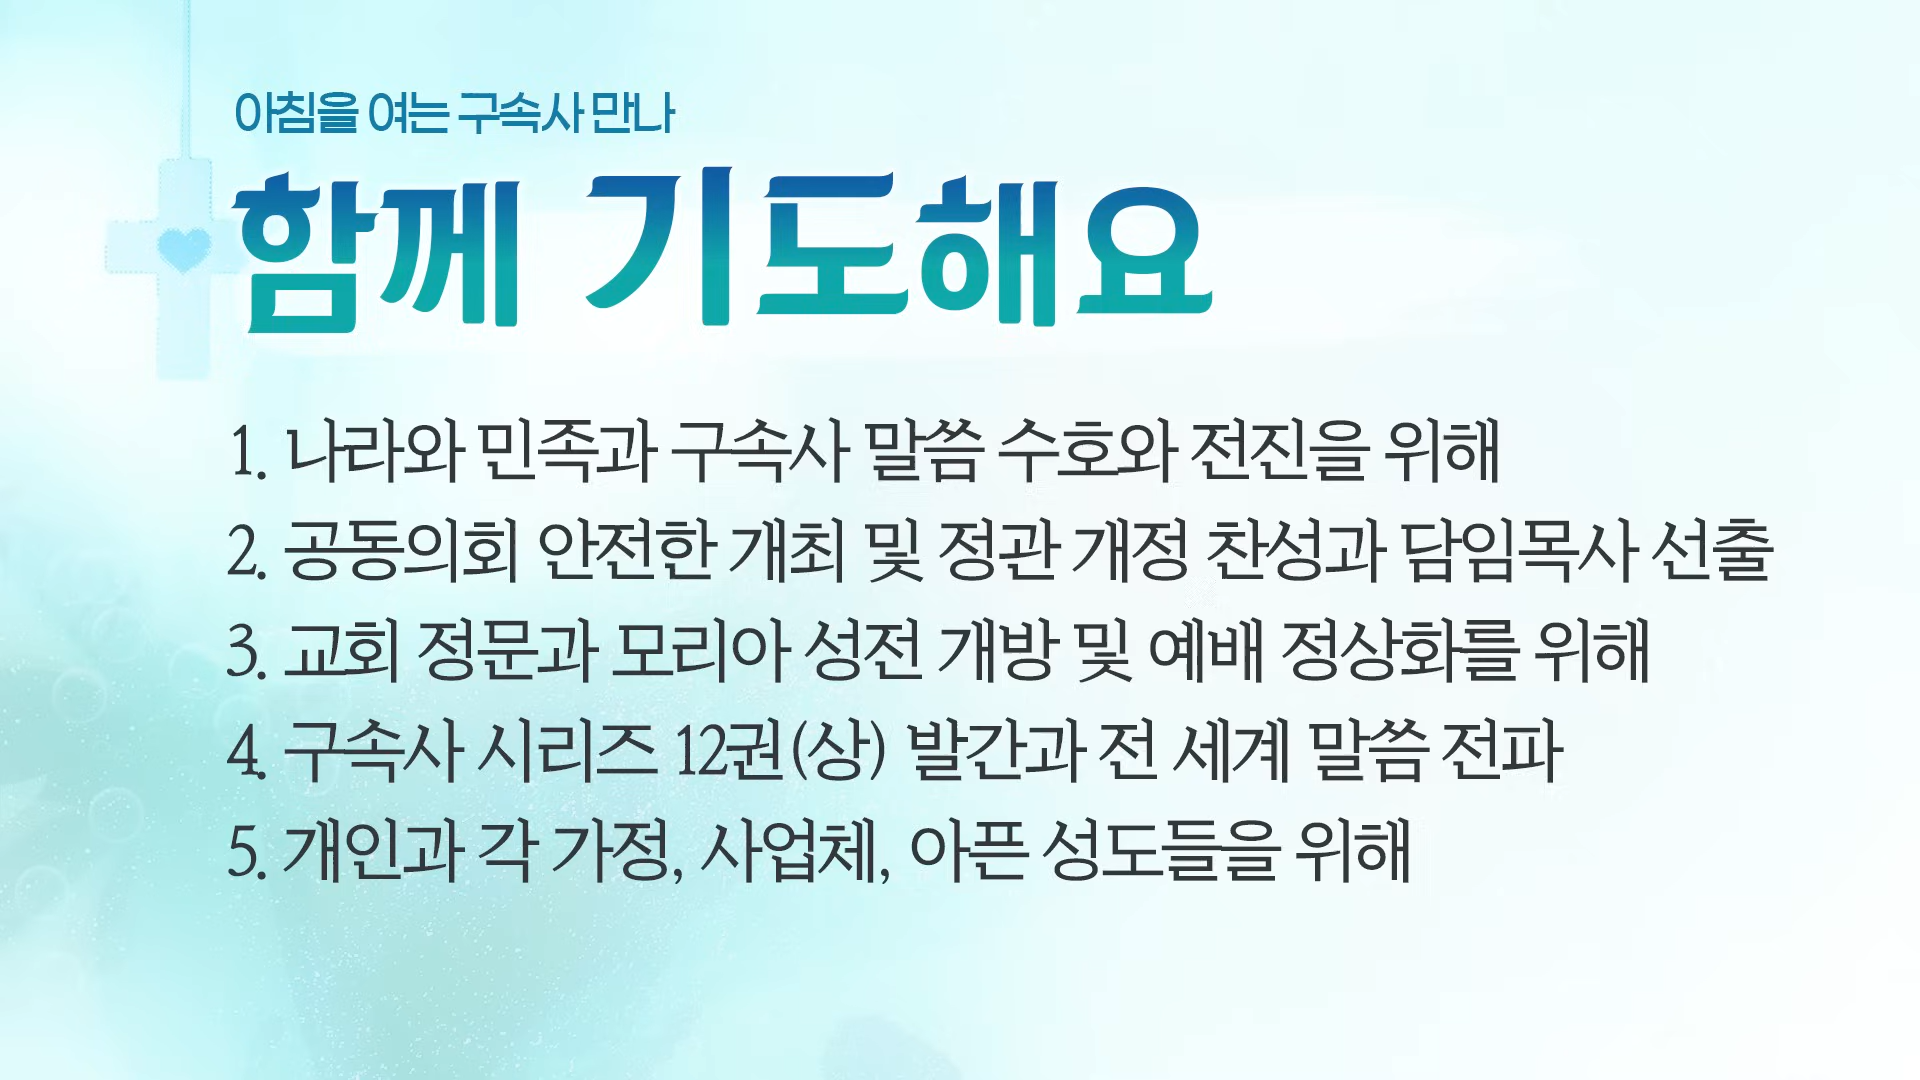 아침을 여는 구속사 만나
함께 기도해요
1. 나라와 민족과 구속사 말씀 수호와 전진을 위해
2. 공동의회 안전한 개최 및 정관 개정 찬성과 담임목사 선출
3. 교회 정문과 모리아 성전 개방 및 예배 정상화를 위해
4. 구속사 시리즈 12권(상) 발간과 전 세계 말씀 전파
5. 개인과 각 가정, 사업체, 아픈 성도들을 위해